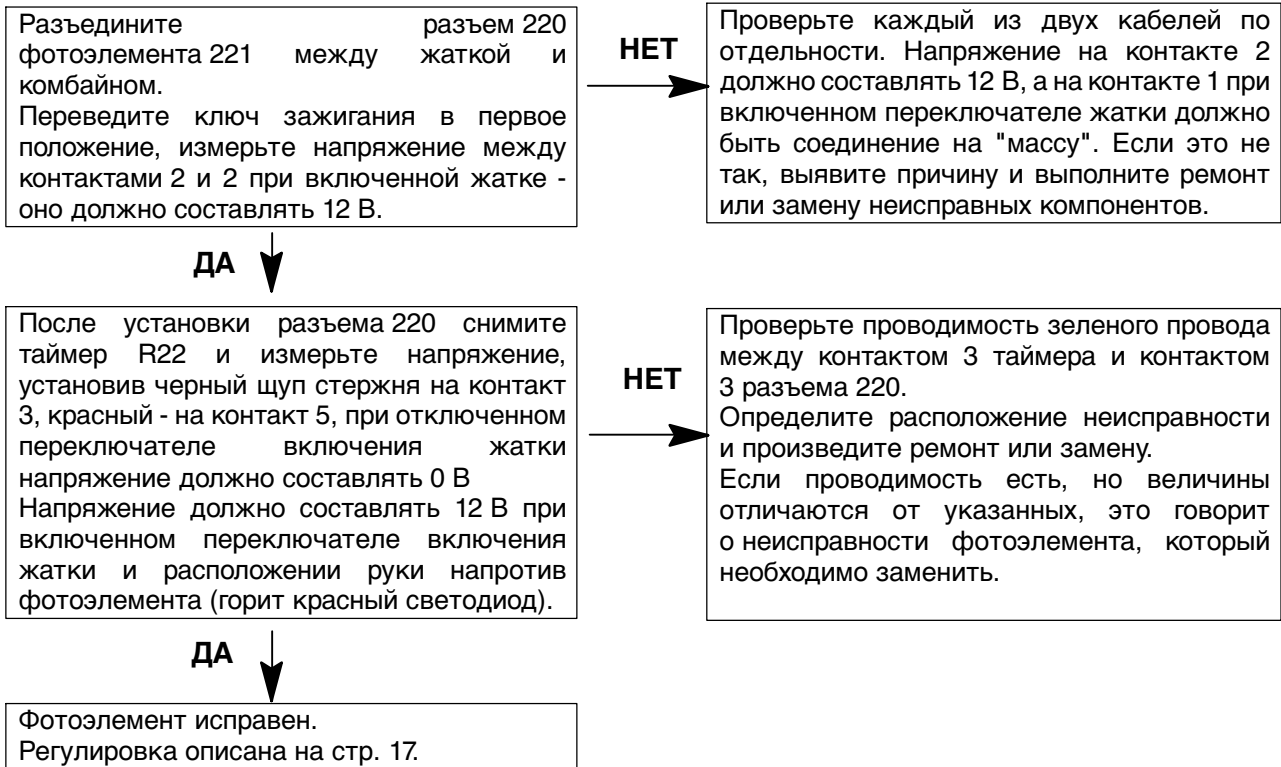 Разъедините разъем 220
фотоэлемента 221 между жаткой и
комбайном.
Переведите ключ зажигания в первое
положение, измерьте напряжение между
контактами 2 и 2 при включенной жатке -
оно должно составлять 12 В.
НЕТ
Проверьте каждый из двух кабелей по
отдельности. Напряжение на контакте 2
должно составлять 12 В, а на контакте 1 при
включенном переключателе жатки должно
быть соединение на "массу". Если это не
так, выявите причину и выполните ремонт
или замену неисправных компонентов.
ДА
После установки разъема 220 снимите
таймер R22 и измерьте напряжение,
установив черный щуп стержня на контакт
3, красный - на контакт 5, при отключенном
переключателе включения жатки
напряжение должно составлять 0 В
Напряжение должно составлять 12 В при
включенном переключателе включения
жатки и расположении руки напротив
фотоэлемента (горит красный светодиод).
НЕТ
Проверьте проводимость зеленого провода
между контактом 3 таймера и контактом
3 разъема 220.
Определите расположение неисправности
и произведите ремонт или замену.
Если проводимость есть, но величины
отличаются от указанных, это говорит
о неисправности фотоэлемента, который
необходимо заменить.
ДА
Фотоэлемент исправен.
Регулировка описана на стр. 17.